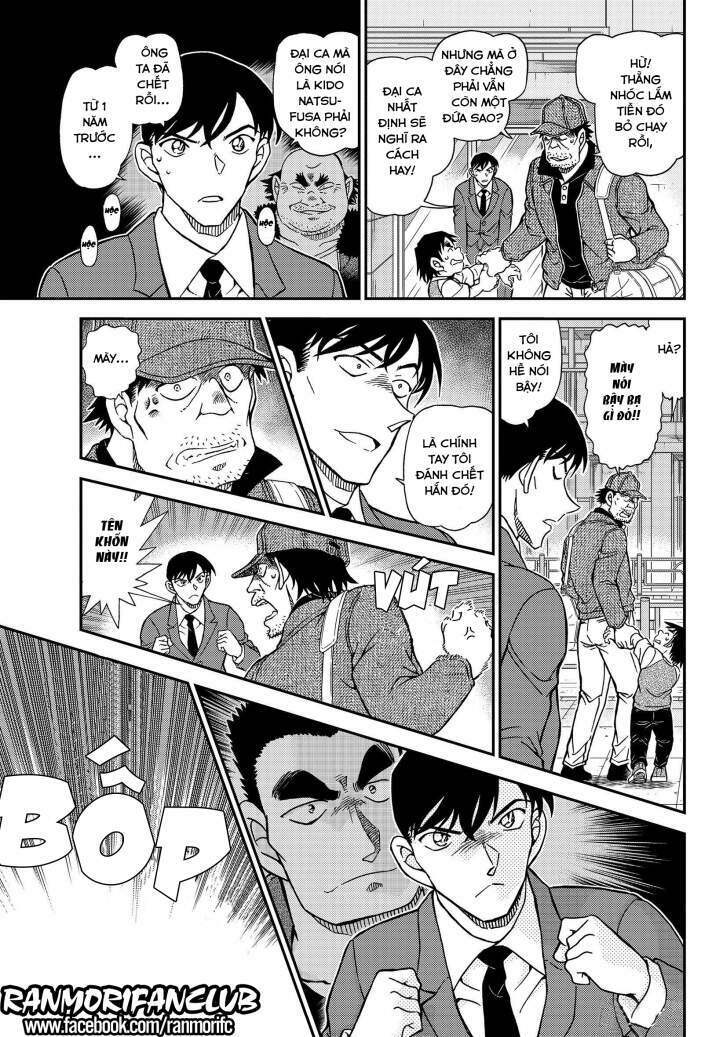 HỪ!
THẰNG
NHÓC LẮM
TIỀN ĐÓ
BỎ CHẠY
RỒI,
NHƯNG MÀ Ở
ĐÂY CHẲNG
PHẢI VẪN
CÒN MỘT
ĐỨA SAO?
ĐẠI CA
NHẤT
ĐỊNH SẼ
NGHĨ RA
CÁCH
HAY!
ĐẠI CA MÀ
ÔNG NÓI
LÀ KIDO
NATSU-
FUSA PHẢI
KHÔNG?
ÔNG
TA ĐÃ
CHẾT
RỒI...
TỪ 1
NĂM
TRƯỚC
...
HỘC
HỘC
HẢ?
MÀY
NÓI
BẬY BẠ
GÌ ĐÓ!!
TÔI
KHÔNG
HỀ NÓI
BẬY!
LÀ CHÍNH
TAY TÔI
ĐÁNH CHẾT
HẮN ĐÓ!
MÀY...
TÊN
KHỐN
NÀY!!
VÚT
BỐP
RANMORIFANCLUB
www.facebook.com/ranmorifc